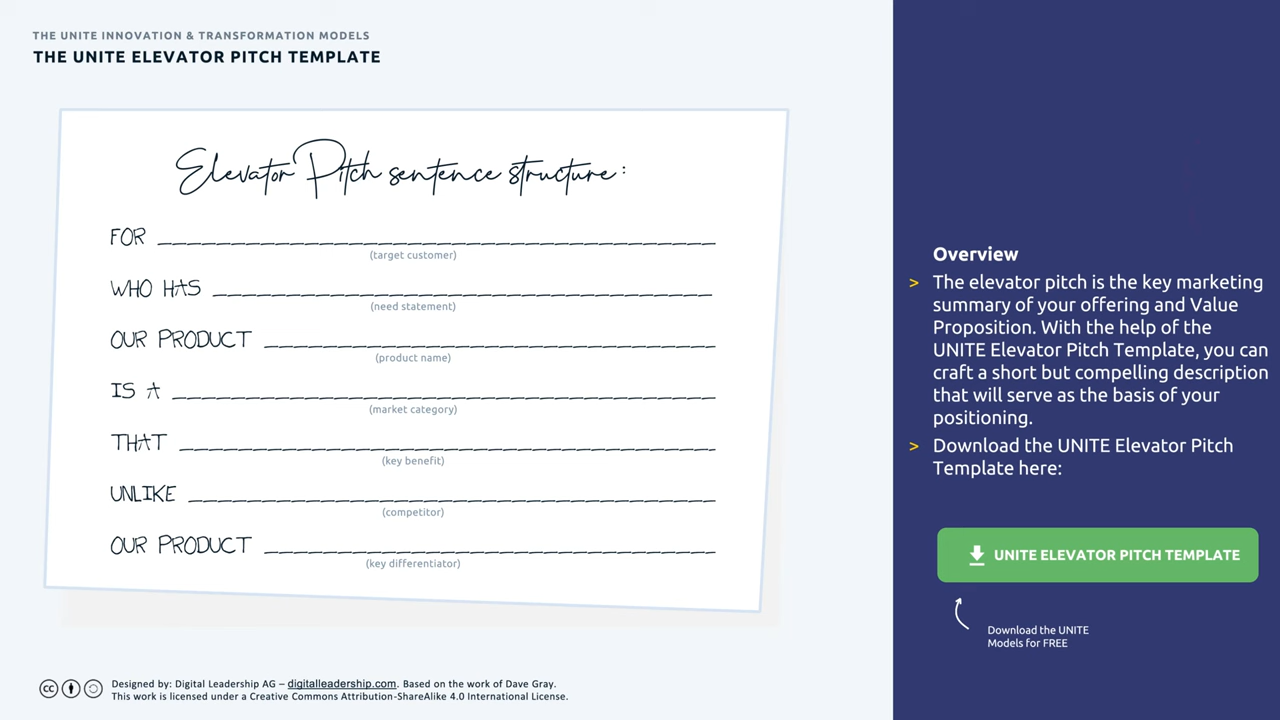 THE UNITE INNOVATION & TRANSFORMATION MODELS
THE UNITE ELEVATOR PITCH TEMPLATE
Elevator Pitch sentence structure:
FOR
(target customer)
WHO HAS
(need statement)
OUR PRODUCT
(product name)
IS A
(market category)
THAT
(key benefit)
UNLIKE
(competitor)
OUR PRODUCT
(key differentiator)
Designed by: Digital Leadership AG – digitalleadership.com. Based on the work of Dave Gray.
This work is licensed under a Creative Commons Attribution-ShareAlike 4.0 International License.
Overview
> The elevator pitch is the key marketing
summary of your offering and Value
Proposition. With the help of the
UNITE Elevator Pitch Template, you can
craft a short but compelling description
that will serve as the basis of your
positioning.
> Download the UNITE Elevator Pitch
Template here:
UNITE ELEVATOR PITCH TEMPLATE
Download the UNITE
Models for FREE